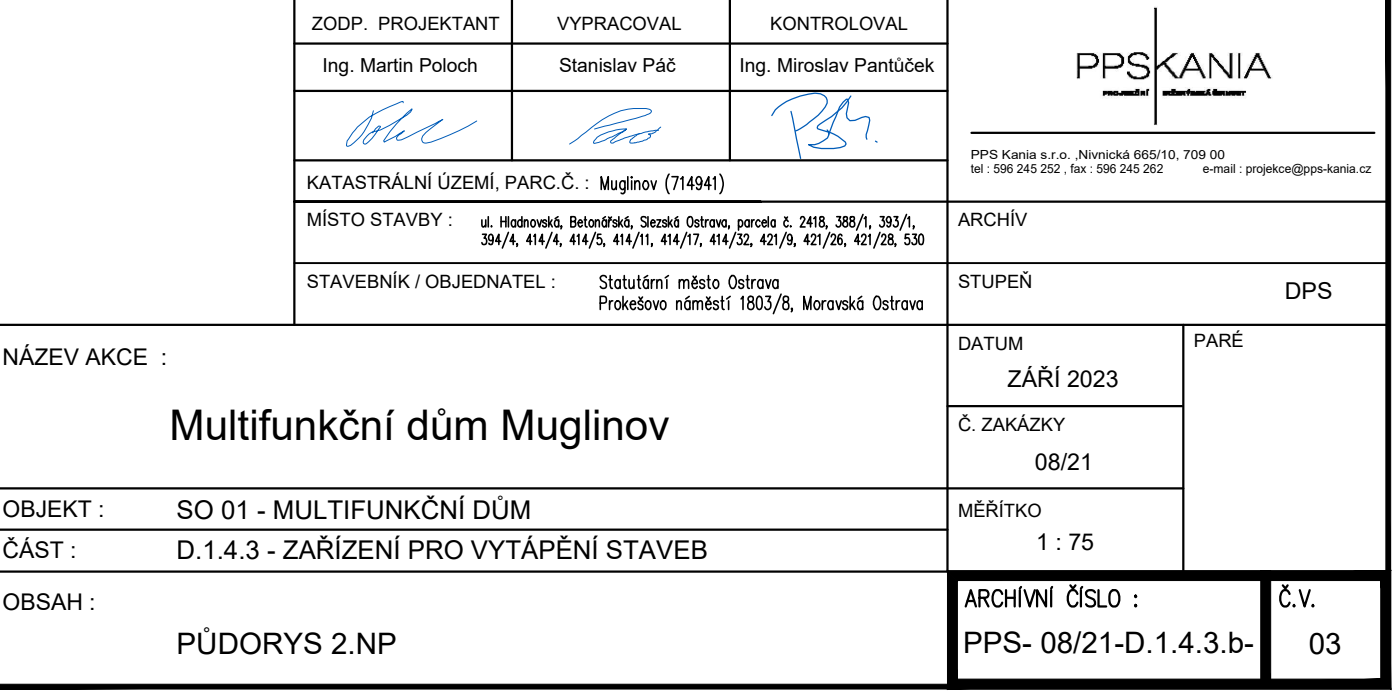 ZODP. PROJEKTANT
VYPRACOVAL
KONTROLOVAL
Ing. Martin Poloch
Stanislav Páč
Ing. Miroslav Pantůček
PPSKANIA
PPS Kania s.r.o. ,Nivnická 665/10, 709 00
tel : 596 245 252 , fax : 596 245 262 e-mail : projekce@pps-kania.cz
KATASTRÁLNÍ ÚZEMÍ, PARC.Č. : Muglinov (714941)
MÍSTO STAVBY : ul. Hladnovská, Betonářská, Slezská Ostrava, parcela č. 2418, 388/1, 393/1,
394/4, 414/4, 414/5, 414/11, 414/17, 414/32, 421/9, 421/26, 421/28, 530
ARCHÍV
STAVEBNÍK / OBJEDNATEL : Statutární město Ostrava
Prokešovo náměstí 1803/8, Moravská Ostrava
STUPEŇ
DPS
NÁZEV AKCE :
Multifunkční dům Muglinov
DATUM
ZÁŘÍ 2023
PARÉ
Č. ZAKÁZKY
08/21
OBJEKT : SO 01 - MULTIFUNKČNÍ DŮM
ČÁST : D.1.4.3 - ZAŘÍZENÍ PRO VYTÁPĚNÍ STAVEB
MĚŘÍTKO
1 : 75
OBSAH :
PŮDORYS 2.NP
ARCHÍVNÍ ČÍSLO :
PPS- 08/21-D.1.4.3.b-
Č.V.
03